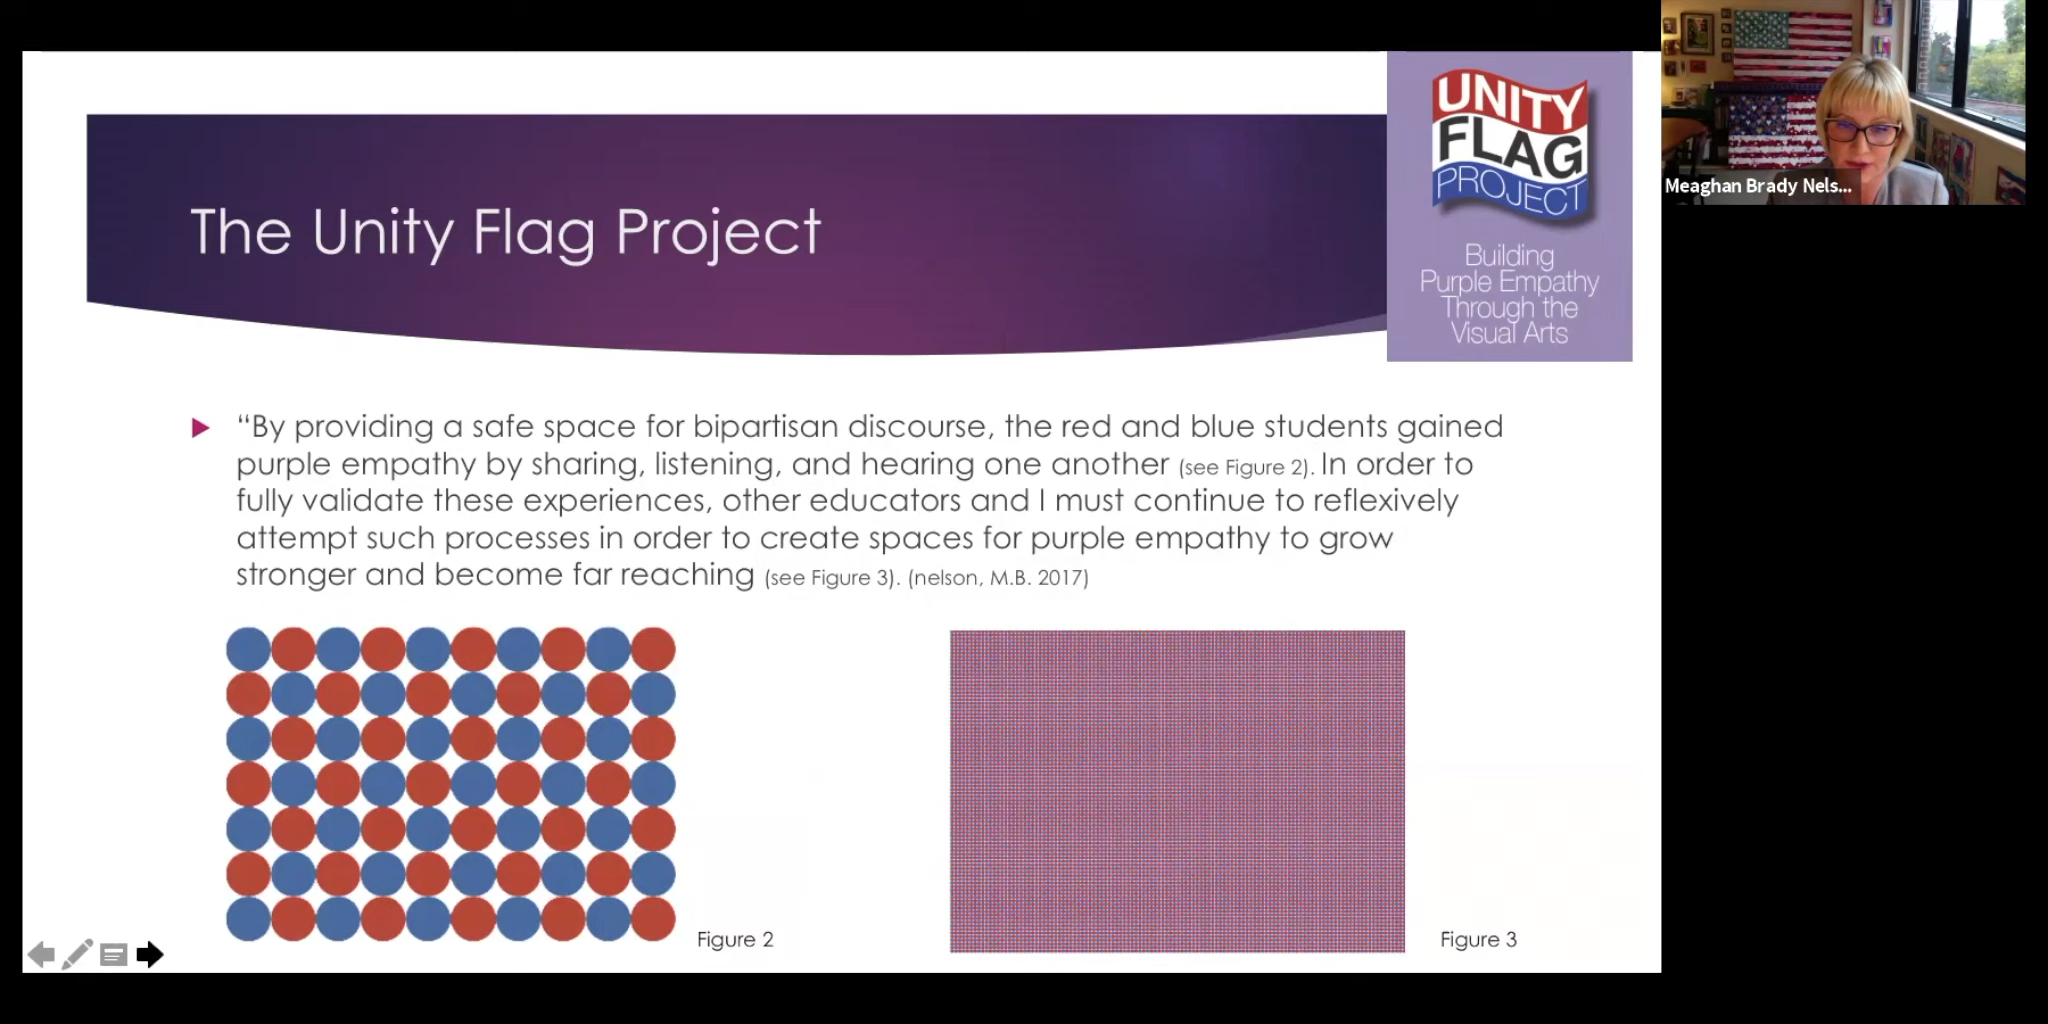 UNITY
FLAG
PROJECT
Building
Purple Empathy
Through the
Visual Arts
Meaghan Brady Nels...
The Unity Flag Project
“By providing a safe space for bipartisan discourse, the red and blue students gained
purple empathy by sharing, listening, and hearing one another (see Figure 2). In order to
fully validate these experiences, other educators and I must continue to reflexively
attempt such processes in order to create spaces for purple empathy to grow
stronger and become far reaching (see Figure 3). (nelson, M.B. 2017)
Figure 2
Figure 3